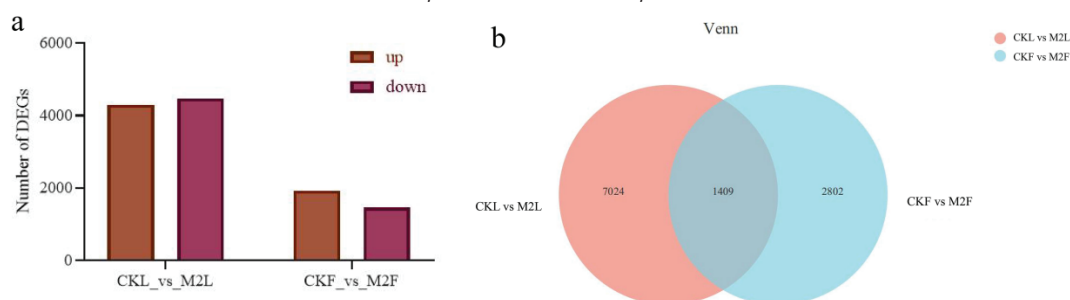 a
6000
4000
2000
0
Number of DEGs
up
down
CKL_vs_M2L
CKF_vs_M2F
b
Venn
CKL vs M2L
CKF vs M2F
7024
1409
2802
CKL vs M2L
CKF vs M2F